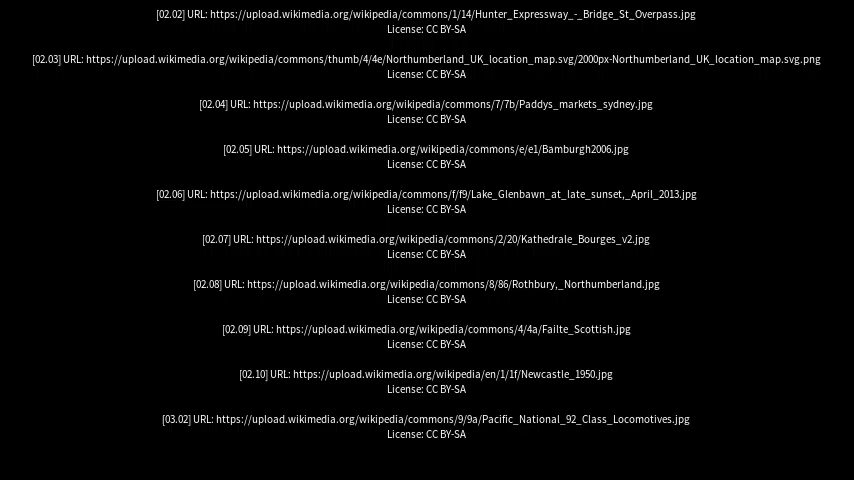 [02.02] URL: https://upload.wikimedia.org/wikipedia/commons/1/14/Hunter_Expressway_-_Bridge_St_Overpass.jpg
License: CC BY-SA
[02.03] URL: https://upload.wikimedia.org/wikipedia/commons/thumb/4/4e/Northumberland_UK_location_map.svg/2000px-Northumberland_UK_location_map.svg.png
License: CC BY-SA
[02.04] URL: https://upload.wikimedia.org/wikipedia/commons/7/7b/Paddys_markets_sydney.jpg
License: CC BY-SA
[02.05] URL: https://upload.wikimedia.org/wikipedia/commons/e/e1/Bamburgh2006.jpg
License: CC BY-SA
[02.06] URL: https://upload.wikimedia.org/wikipedia/commons/f/f9/Lake_Glenbawn_at_late_sunset,_April_2013.jpg
License: CC BY-SA
[02.07] URL: https://upload.wikimedia.org/wikipedia/commons/2/20/Kathedrale_Bourges_v2.jpg
License: CC BY-SA
[02.08] URL: https://upload.wikimedia.org/wikipedia/commons/8/86/Rothbury,_Northumberland.jpg
License: CC BY-SA
[02.09] URL: https://upload.wikimedia.org/wikipedia/commons/4/4a/Failte_Scottish.jpg
License: CC BY-SA
[02.10] URL: https://upload.wikimedia.org/wikipedia/en/1/1f/Newcastle_1950.jpg
License: CC BY-SA
[03.02] URL: https://upload.wikimedia.org/wikipedia/commons/9/9a/Pacific_National_92_Class_Locomotives.jpg
License: CC BY-SA